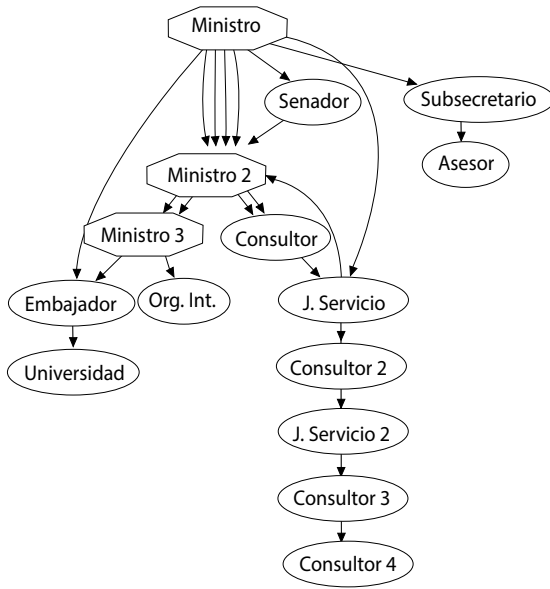 Ministro
Senador
Subsecretario
Asesor
Ministro 2
Ministro 3
Consultor
Embajador
Org. Int.
J. Servicio
Universidad
Consultor 2
J. Servicio 2
Consultor 3
Consultor 4